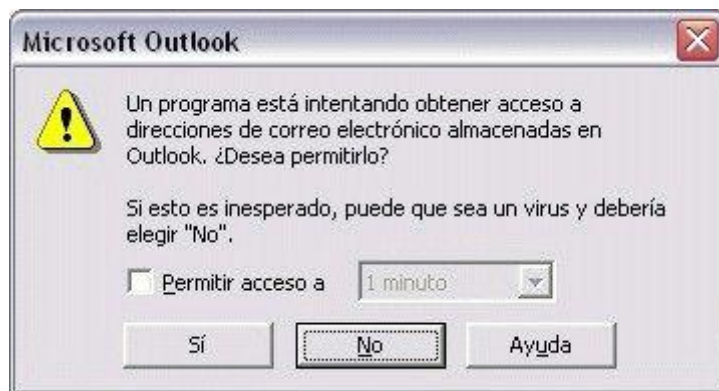 Microsoft Outlook
Un programa está intentando obtener acceso a
direcciones de correo electrónico almacenadas en
Outlook. ¿Desea permitirlo?
Si esto es inesperado, puede que sea un virus y debería
elegir "No".
Permitir acceso a 1 minuto
Sí No Ayuda